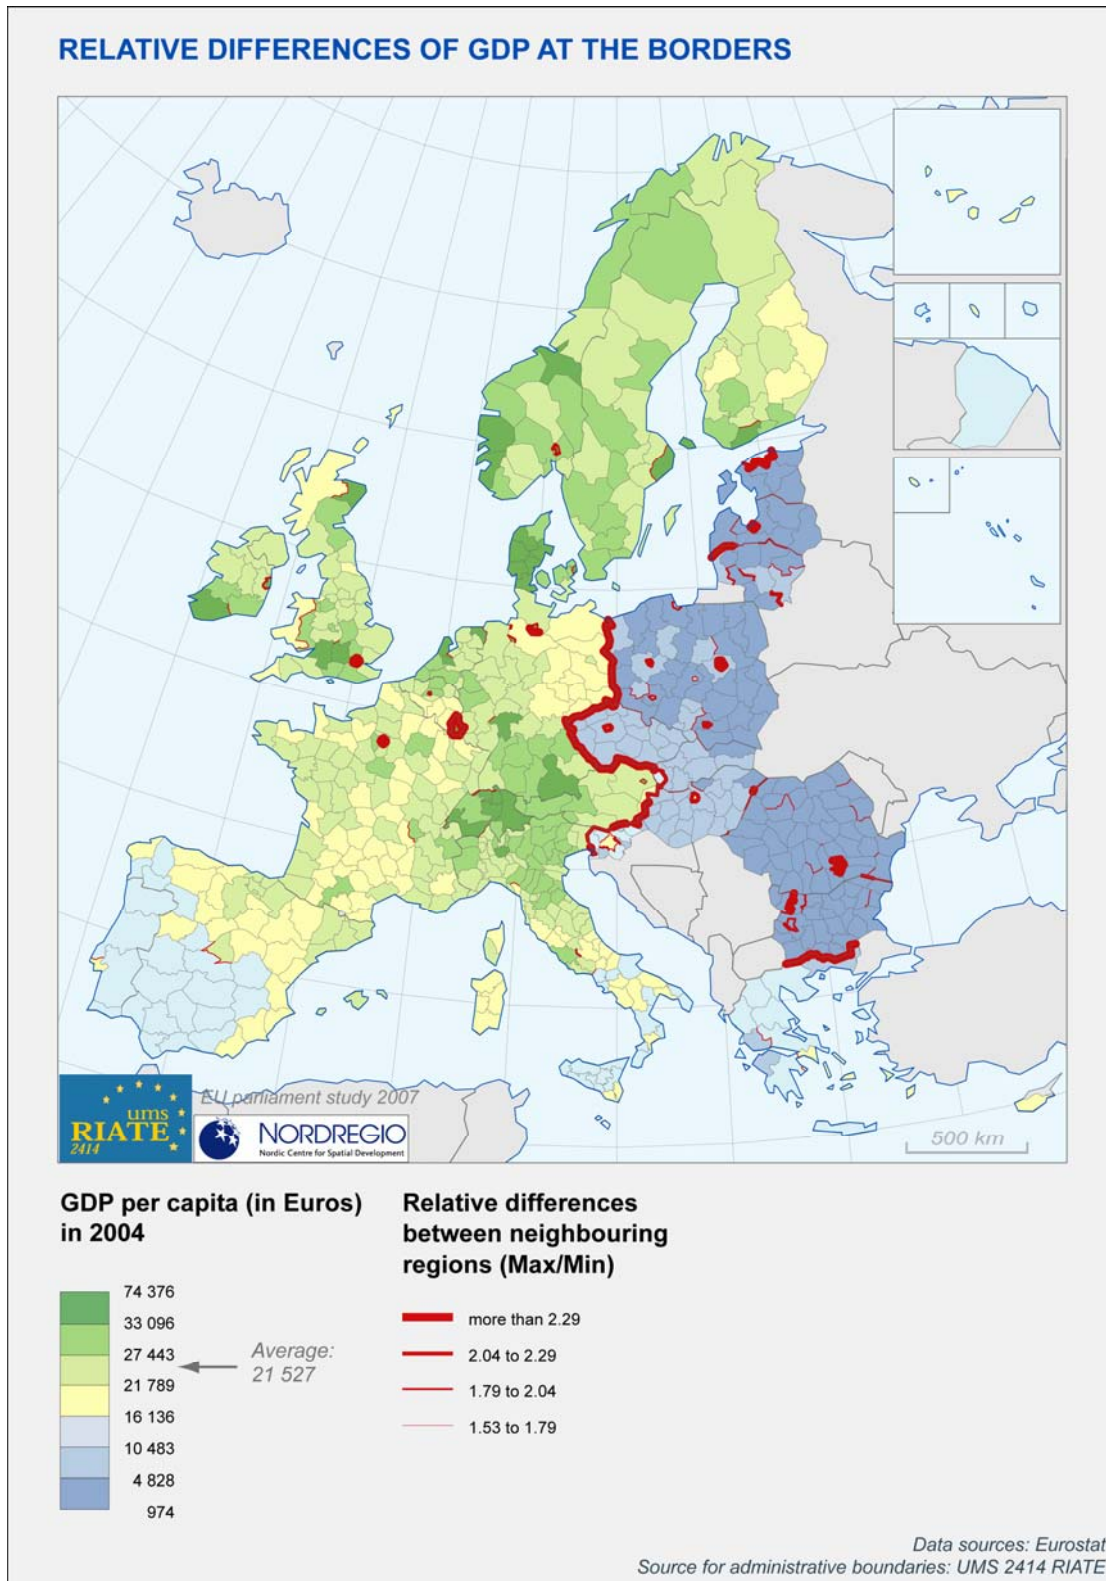 RELATIVE DIFFERENCES OF GDP AT THE BORDERS
EU parliament study 2007
ums
RIATE
2414
NORDREGIO
Nordic Centre for Spatial Development
500 km
GDP per capita (in Euros)
in 2004
74 376
33 096
27 443
21 789
16 136
10 483
4 828
974
Average:
21 527
Relative differences
between neighbouring
regions (Max/Min)
more than 2.29
2.04 to 2.29
1.79 to 2.04
1.53 to 1.79
Data sources: Eurostat
Source for administrative boundaries: UMS 2414 RIATE